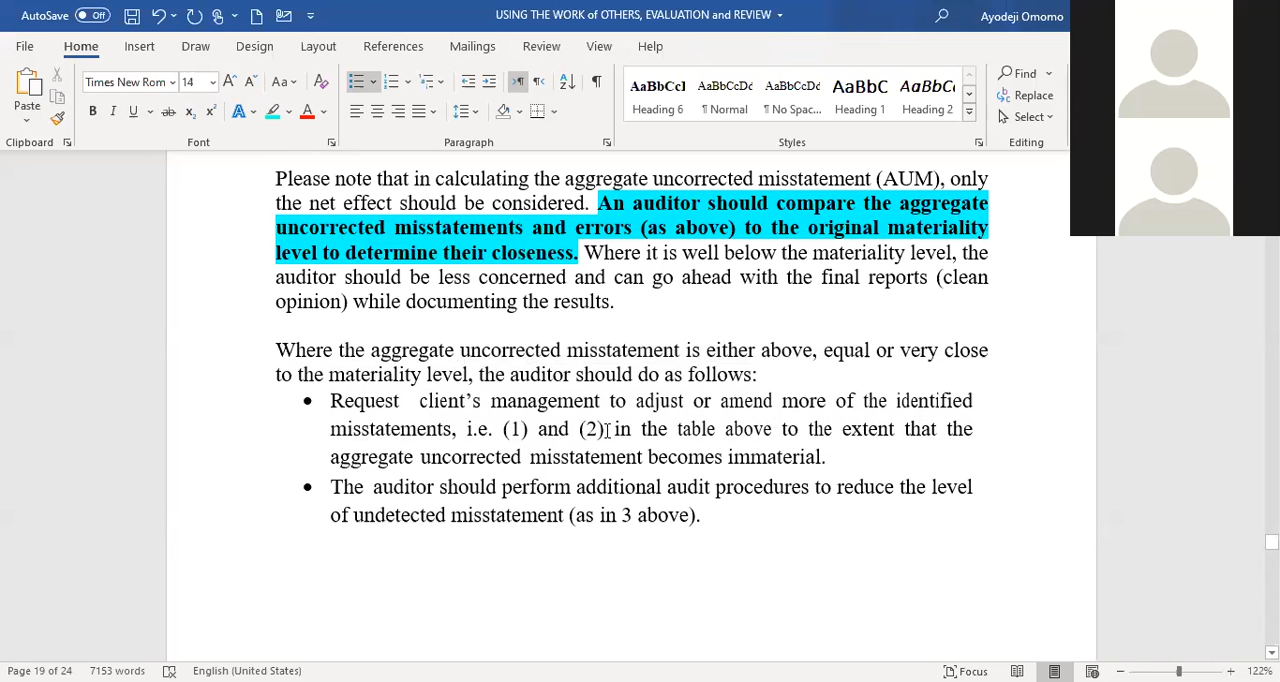 AutoSave Off USING THE WORK of OTHERS, EVALUATION and REVIEW Ayodeji Omomo
File Home Insert Draw Design Layout References Mailings Review View Help
Times New Rom 14 Aa AaBbCcI AaBbCcDc AaBbCcDc AaBbC AaBbC Find
Paste Replace
B I U ab x2 x2 A A Heading 6 ¶ Normal ¶ No Spac... Heading 1 Heading 2 Select
Clipboard Font Paragraph Styles Editing
Please note that in calculating the aggregate uncorrected misstatement (AUM), only
the net effect should be considered. An auditor should compare the aggregate
uncorrected misstatements and errors (as above) to the original materiality
level to determine their closeness. Where it is well below the materiality level, the
auditor should be less concerned and can go ahead with the final reports (clean
opinion) while documenting the results.
Where the aggregate uncorrected misstatement is either above, equal or very close
to the materiality level, the auditor should do as follows:
• Request client's management to adjust or amend more of the identified
misstatements, i.e. (1) and (2) in the table above to the extent that the
aggregate uncorrected misstatement becomes immaterial.
• The auditor should perform additional audit procedures to reduce the level
of undetected misstatement (as in 3 above).
Page 19 of 24 7153 words English (United States) Focus 122%